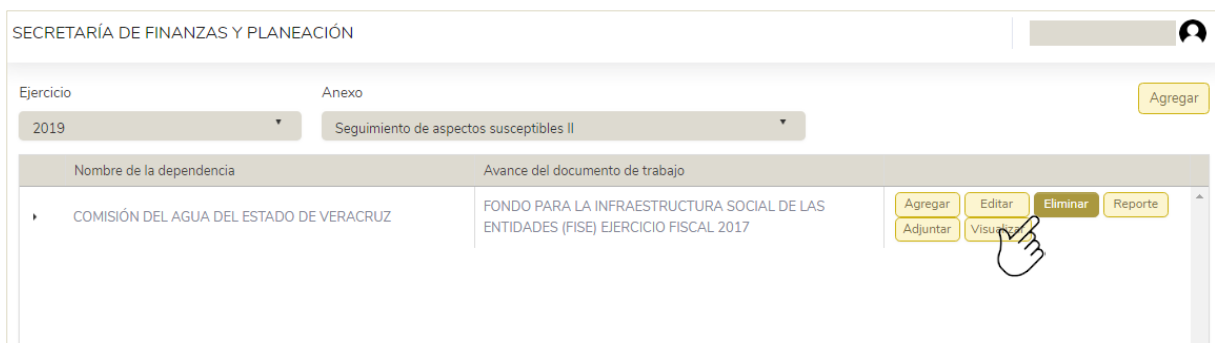 SECRETARÍA DE FINANZAS Y PLANEACIÓN
Ejercicio
Anexo
Agregar
2019
Seguimiento de aspectos susceptibles II
Nombre de la dependencia
Avance del documento de trabajo
COMISIÓN DEL AGUA DEL ESTADO DE VERACRUZ
FONDO PARA LA INFRAESTRUCTURA SOCIAL DE LAS
ENTIDADES (FISE) EJERCICIO FISCAL 2017
Agregar Editar Eliminar Reporte
Adjuntar Visualizar